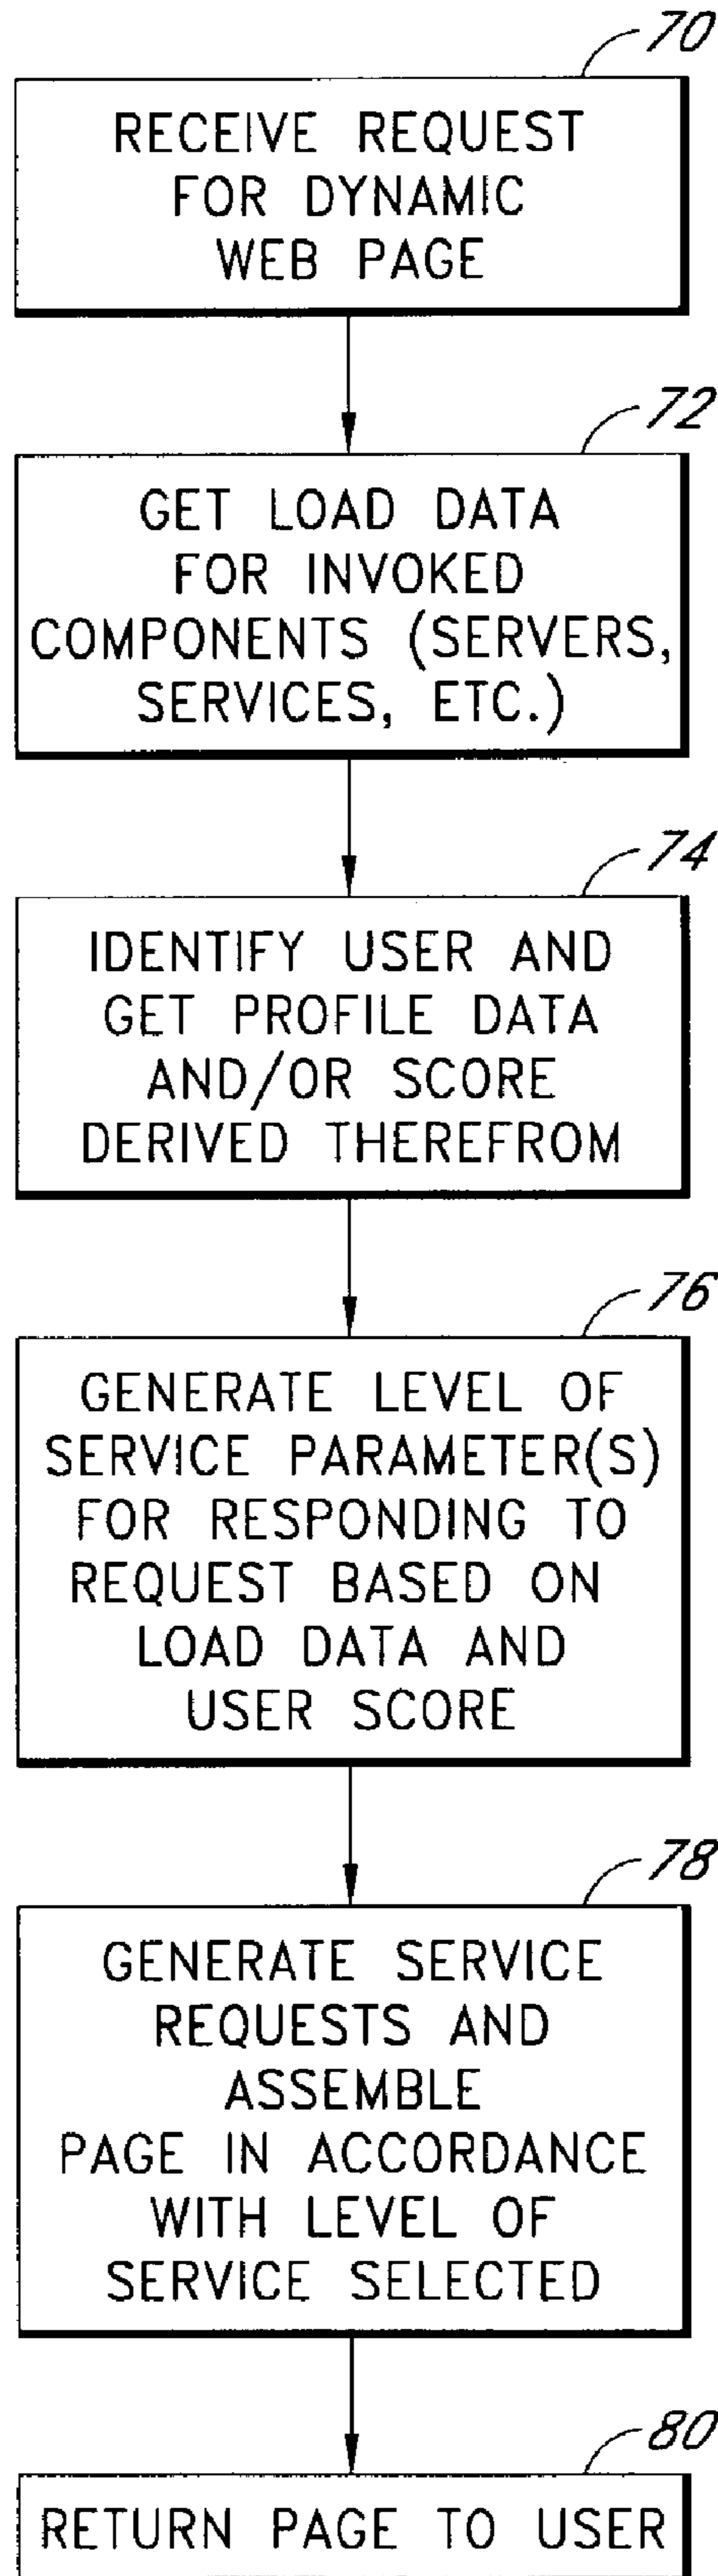 70
RECEIVE REQUEST
FOR DYNAMIC
WEB PAGE
72
GET LOAD DATA
FOR INVOKED
COMPONENTS (SERVERS,
SERVICES, ETC.)
74
IDENTIFY USER AND
GET PROFILE DATA
AND/OR SCORE
DERIVED THEREFROM
76
GENERATE LEVEL OF
SERVICE PARAMETER(S)
FOR RESPONDING TO
REQUEST BASED ON
LOAD DATA AND
USER SCORE
78
GENERATE SERVICE
REQUESTS AND
ASSEMBLE
PAGE IN ACCORDANCE
WITH LEVEL OF
SERVICE SELECTED
80
RETURN PAGE TO USER